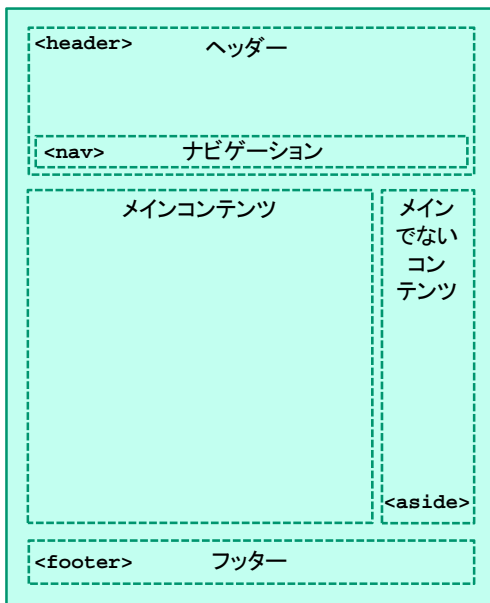 <header> ヘッダー
<nav> ナビゲーション
メインコンテンツ
メイン
でない
コン
テンツ
<aside>
<footer> フッター